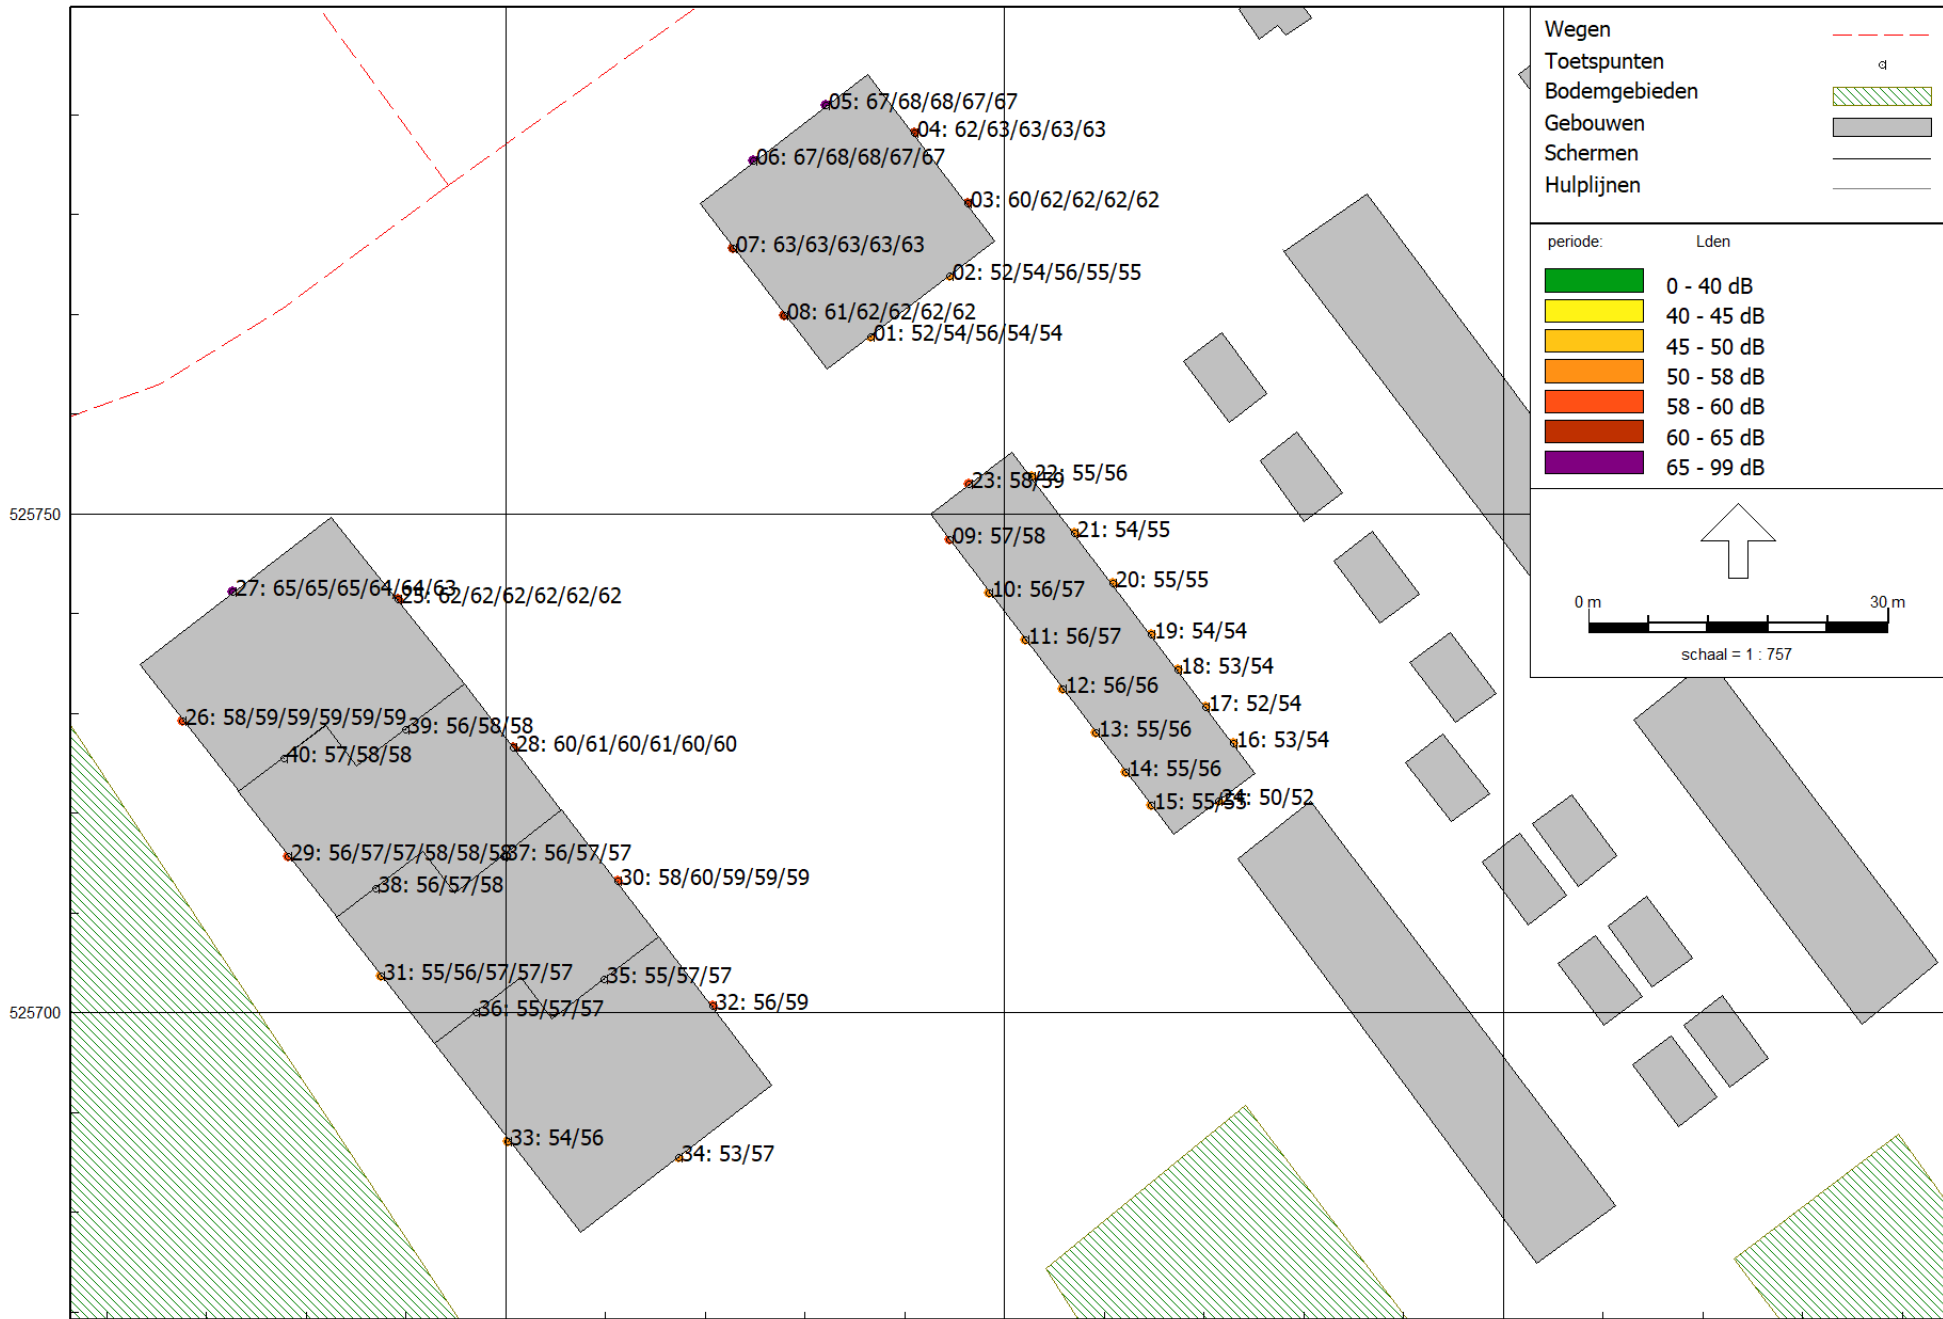 Wegen
Toetspunten
Bodemgebieden
Gebouwen
Schermen
Hulplijnen
periode: Lden
0 - 40 dB
40 - 45 dB
45 - 50 dB
50 - 58 dB
58 - 60 dB
60 - 65 dB
65 - 99 dB
0 m 30 m
schaal = 1 : 757
05: 67/68/68/67/67
04: 62/63/63/63/63
06: 67/68/68/67/67
03: 60/62/62/62/62
07: 63/63/63/63/63
02: 52/54/56/55/55
08: 61/62/62/62/62
01: 52/54/56/54/54
22: 55/56
23: 58/59
525750
21: 54/55
09: 57/58
20: 55/55
10: 56/57
27: 65/65/65/64/64/63
25: 62/62/62/62/62/62
19: 54/54
11: 56/57
18: 53/54
12: 56/56
17: 52/54
26: 58/59/59/59/59/59
39: 56/58/58
13: 55/56
16: 53/54
28: 60/61/60/61/60/60
40: 57/58/58
14: 55/56
24: 50/52
15: 55/55
29: 56/57/57/58/58/58
37: 56/57/57
30: 58/60/59/59/59
38: 56/57/58
31: 55/56/57/57/57
35: 55/57/57
32: 56/59
36: 55/57/57
525700
33: 54/56
34: 53/57